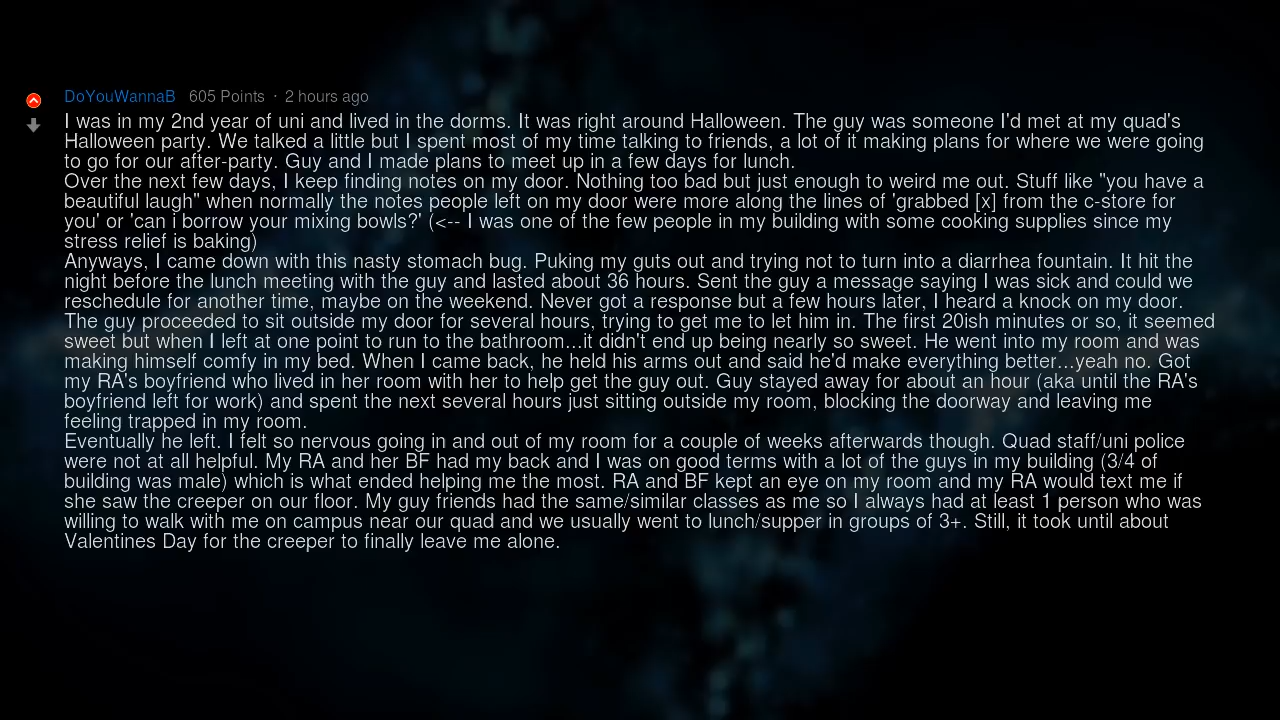 DoYouWannaB 605 Points · 2 hours ago
I was in my 2nd year of uni and lived in the dorms. It was right around Halloween. The guy was someone I'd met at my quad's
Halloween party. We talked a little but I spent most of my time talking to friends, a lot of it making plans for where we were going
to go for our after-party. Guy and I made plans to meet up in a few days for lunch.
Over the next few days, I keep finding notes on my door. Nothing too bad but just enough to weird me out. Stuff like "you have a
beautiful laugh" when normally the notes people left on my door were more along the lines of 'grabbed [x] from the c-store for
you' or 'can i borrow your mixing bowls?' (<-- I was one of the few people in my building with some cooking supplies since my
stress relief is baking)
Anyways, I came down with this nasty stomach bug. Puking my guts out and trying not to turn into a diarrhea fountain. It hit the
night before the lunch meeting with the guy and lasted about 36 hours. Sent the guy a message saying I was sick and could we
reschedule for another time, maybe on the weekend. Never got a response but a few hours later, I heard a knock on my door.
The guy proceeded to sit outside my door for several hours, trying to get me to let him in. The first 20ish minutes or so, it seemed
sweet but when I left at one point to run to the bathroom...it didn't end up being nearly so sweet. He went into my room and was
making himself comfy in my bed. When I came back, he held his arms out and said he'd make everything better...yeah no. Got
my RA's boyfriend who lived in her room with her to help get the guy out. Guy stayed away for about an hour (aka until the RA's
boyfriend left for work) and spent the next several hours just sitting outside my room, blocking the doorway and leaving me
feeling trapped in my room.
Eventually he left. I felt so nervous going in and out of my room for a couple of weeks afterwards though. Quad staff/uni police
were not at all helpful. My RA and her BF had my back and I was on good terms with a lot of the guys in my building (3/4 of
building was male) which is what ended helping me the most. RA and BF kept an eye on my room and my RA would text me if
she saw the creeper on our floor. My guy friends had the same/similar classes as me so I always had at least 1 person who was
willing to walk with me on campus near our quad and we usually went to lunch/supper in groups of 3+. Still, it took until about
Valentines Day for the creeper to finally leave me alone.